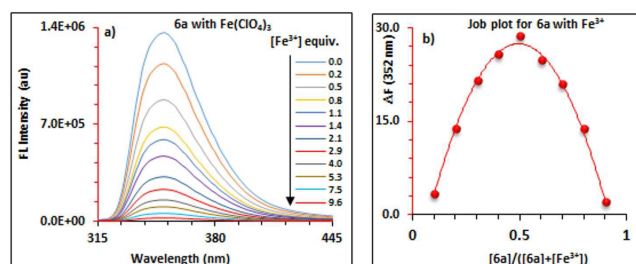 a)
6a with Fe(ClO₄)₃
[Fe³⁺] equiv.
1.4E+06
7.0E+05
0.0E+00
FL Intensity (au)
315
380
445
Wavelength (nm)
0.0
0.2
0.5
0.8
1.1
1.4
2.1
2.9
4.0
5.3
7.5
9.6
b)
Job plot for 6a with Fe³⁺
30.0
15.0
0.0
ΔF (352 nm)
0
0.5
1
[6a]/([6a]+[Fe³⁺])